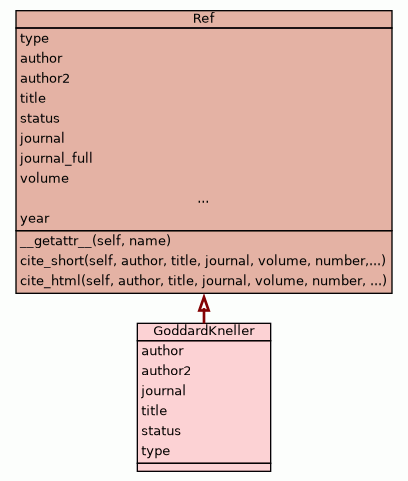 Ref
type
author
author2
title
status
journal
journal_full
volume
...
year
__getattr__(self, name)
cite_short(self, author, title, journal, volume, number,...)
cite_html(self, author, title, journal, volume, number, ...)
GoddardKneller
author
author2
journal
title
status
type